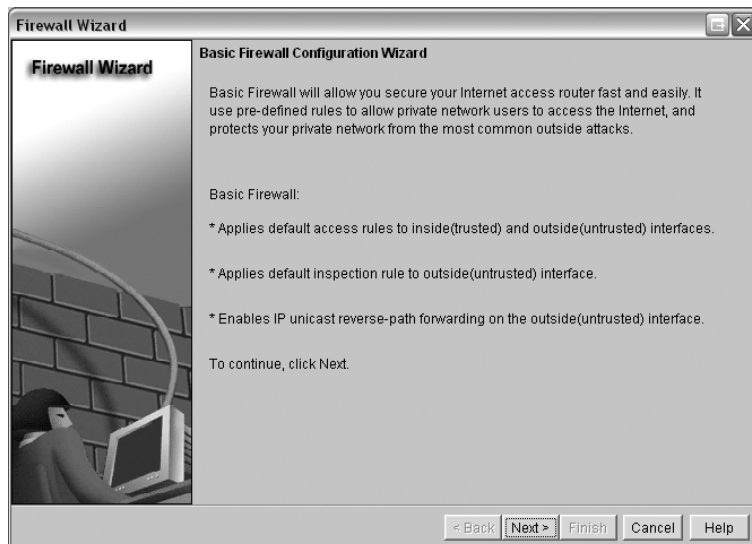 Firewall Wizard
Firewall Wizard
Basic Firewall Configuration Wizard
Basic Firewall will allow you secure your Internet access router fast and easily. It
use pre-defined rules to allow private network users to access the Internet, and
protects your private network from the most common outside attacks.
Basic Firewall:
* Applies default access rules to inside(trusted) and outside(untrusted) interfaces.
* Applies default inspection rule to outside(untrusted) interface.
* Enables IP unicast reverse-path forwarding on the outside(untrusted) interface.
To continue, click Next.
< Back Next > Finish Cancel Help